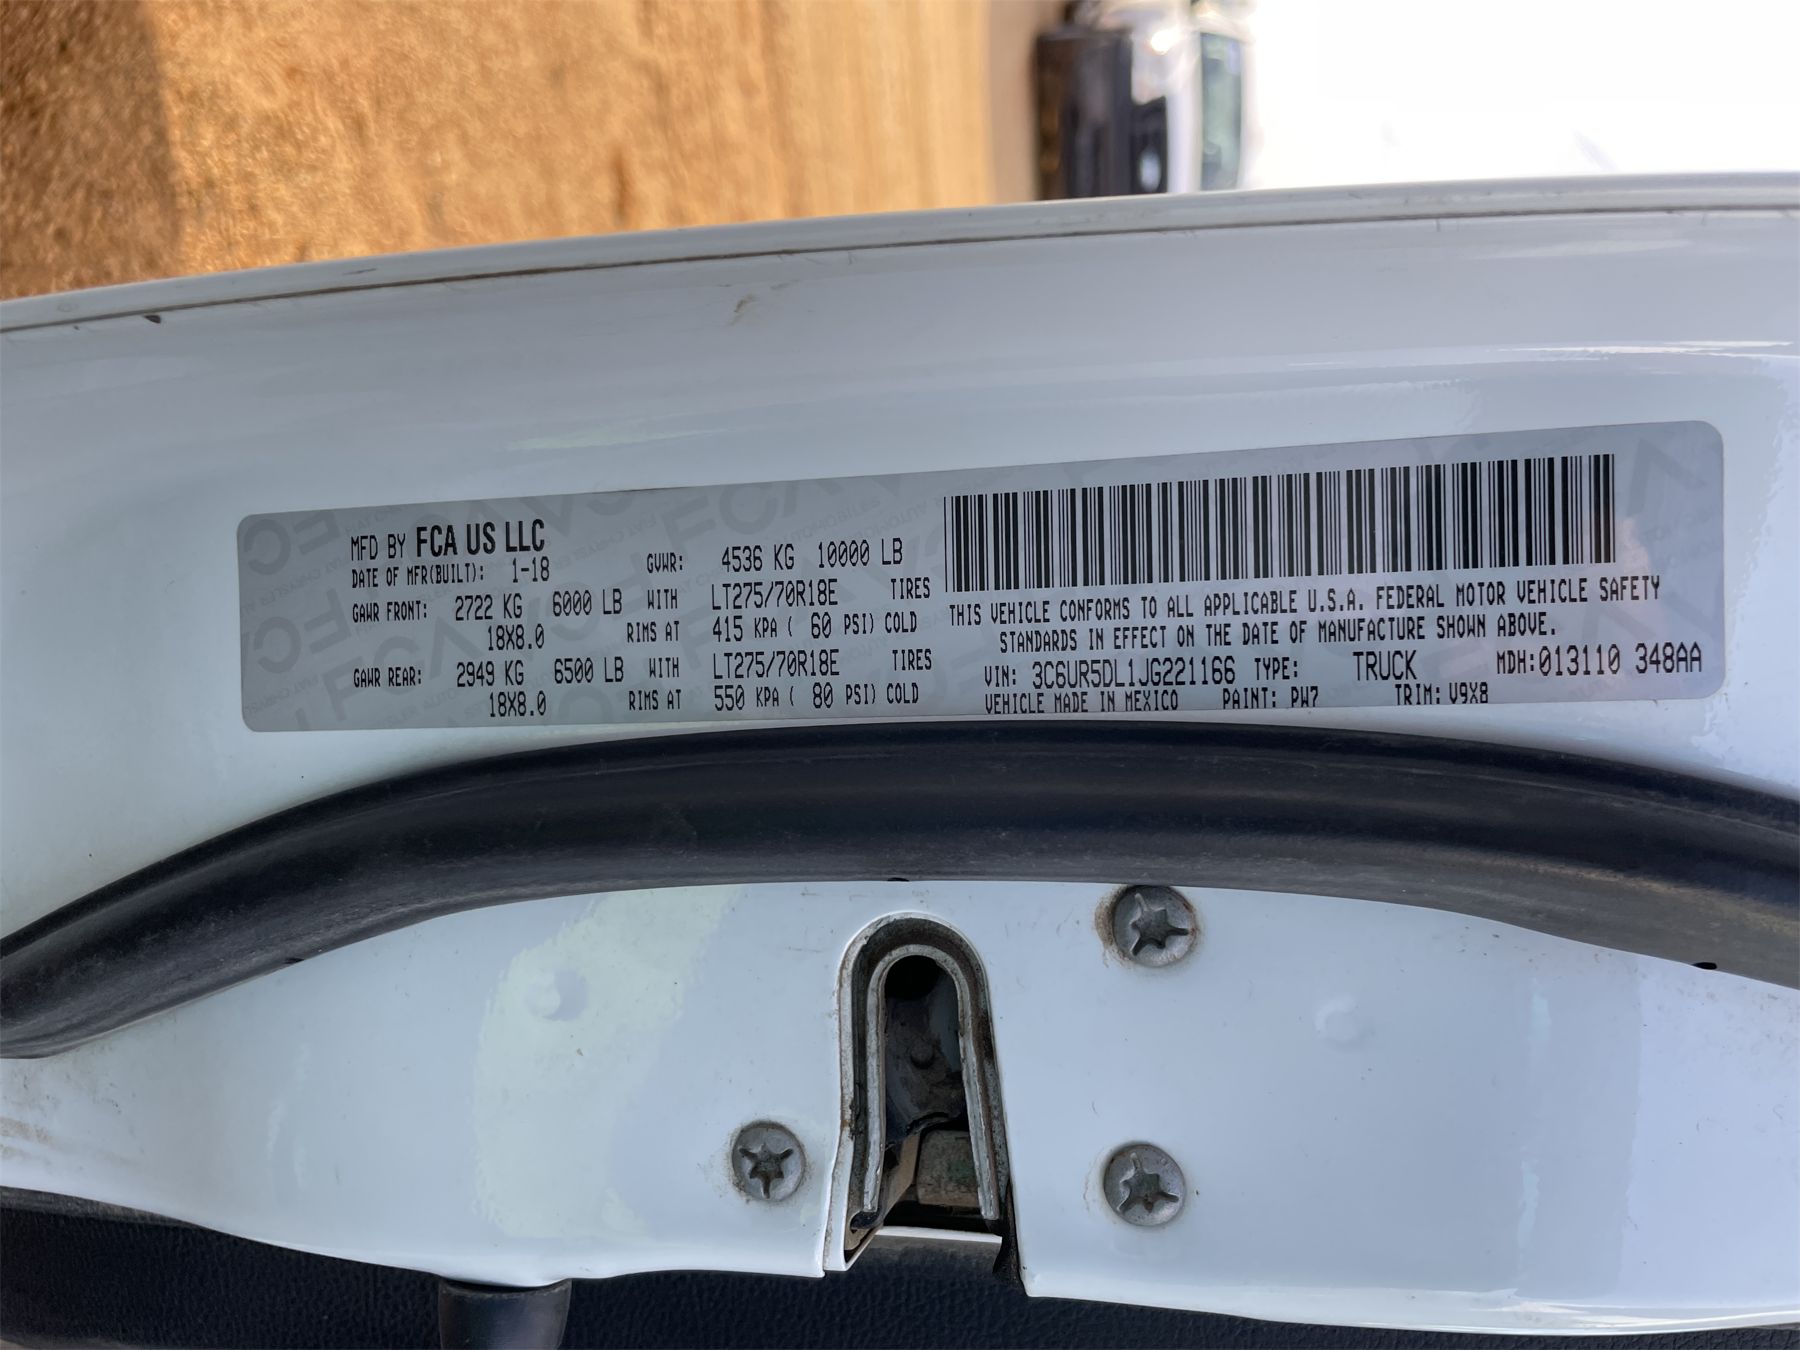 MFD BY FCA US LLC
DATE OF MFR(BUILT): 1-18 GVWR: 4536 KG 10000 LB
GAWR FRONT: 2722 KG 6000 LB WITH LT275/70R18E TIRES
18X8.0 RIMS AT 415 KPA ( 60 PSI) COLD
GAWR REAR: 2949 KG 6500 LB WITH LT275/70R18E TIRES
18X8.0 RIMS AT 550 KPA ( 80 PSI) COLD
THIS VEHICLE CONFORMS TO ALL APPLICABLE U.S.A. FEDERAL MOTOR VEHICLE SAFETY
STANDARDS IN EFFECT ON THE DATE OF MANUFACTURE SHOWN ABOVE.
VIN: 3C6UR5DL1JG221166 TYPE: TRUCK MDH:013110 348AA
VEHICLE MADE IN MEXICO PAINT: PW7 TRIM: V9X8